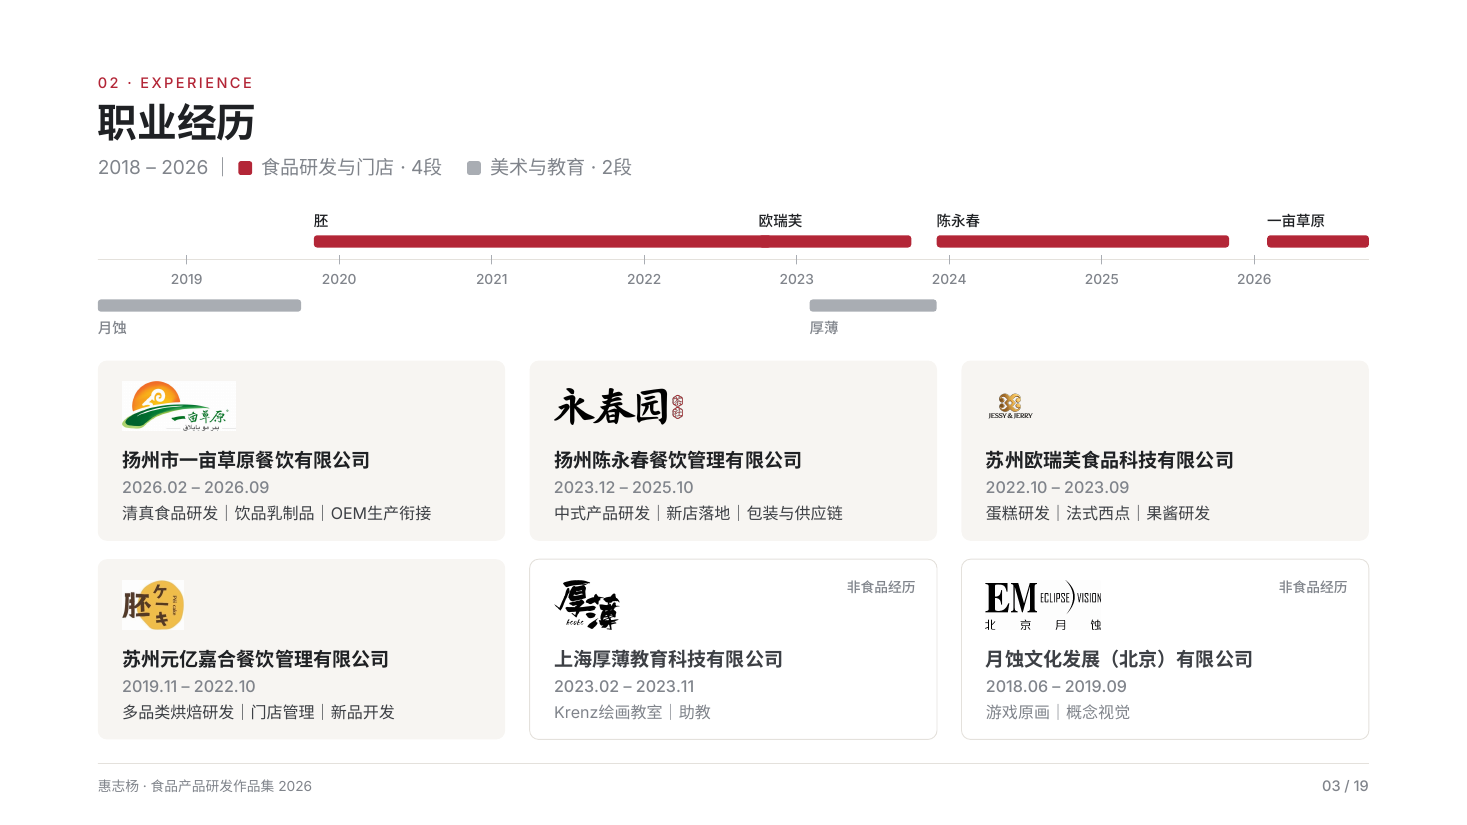 02 · EXPERIENCE
职业经历
2018 – 2026 | 食品研发与门店 · 4段 美术与教育 · 2段
胚 欧瑞芙 陈永春 一亩草原
2019 2020 2021 2022 2023 2024 2025 2026
月蚀 厚薄
一亩草原
永春园
JESSY & JERRY
扬州市一亩草原餐饮有限公司
2026.02 – 2026.09
清真食品研发｜饮品乳制品｜OEM生产衔接
扬州陈永春餐饮管理有限公司
2023.12 – 2025.10
中式产品研发｜新店落地｜包装与供应链
苏州欧瑞芙食品科技有限公司
2022.10 – 2023.09
蛋糕研发｜法式西点｜果酱研发
胚 ケーキ
苏州元亿嘉合餐饮管理有限公司
2019.11 – 2022.10
多品类烘焙研发｜门店管理｜新品开发
厚薄
非食品经历
上海厚薄教育科技有限公司
2023.02 – 2023.11
Krenz绘画教室｜助教
EM ECLIPSE VISION
北京月蚀
非食品经历
月蚀文化发展（北京）有限公司
2018.06 – 2019.09
游戏原画｜概念视觉
惠志杨 · 食品产品研发作品集 2026
03 / 19